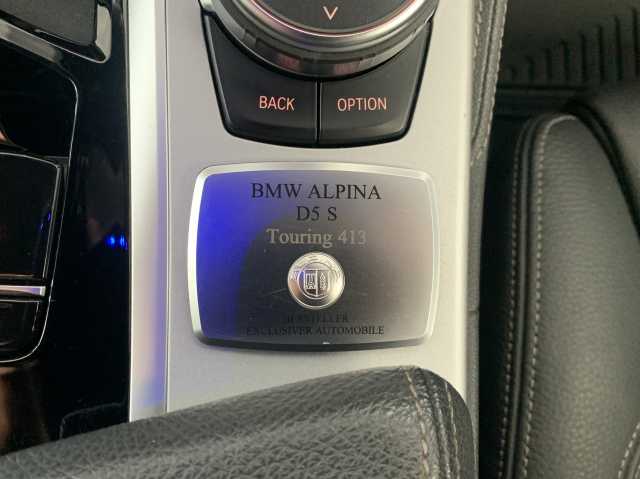 BACK OPTION
BMW ALPINA
D5 S
Touring 413
HERSTELLER
EXCLUSIVER AUTOMOBILE